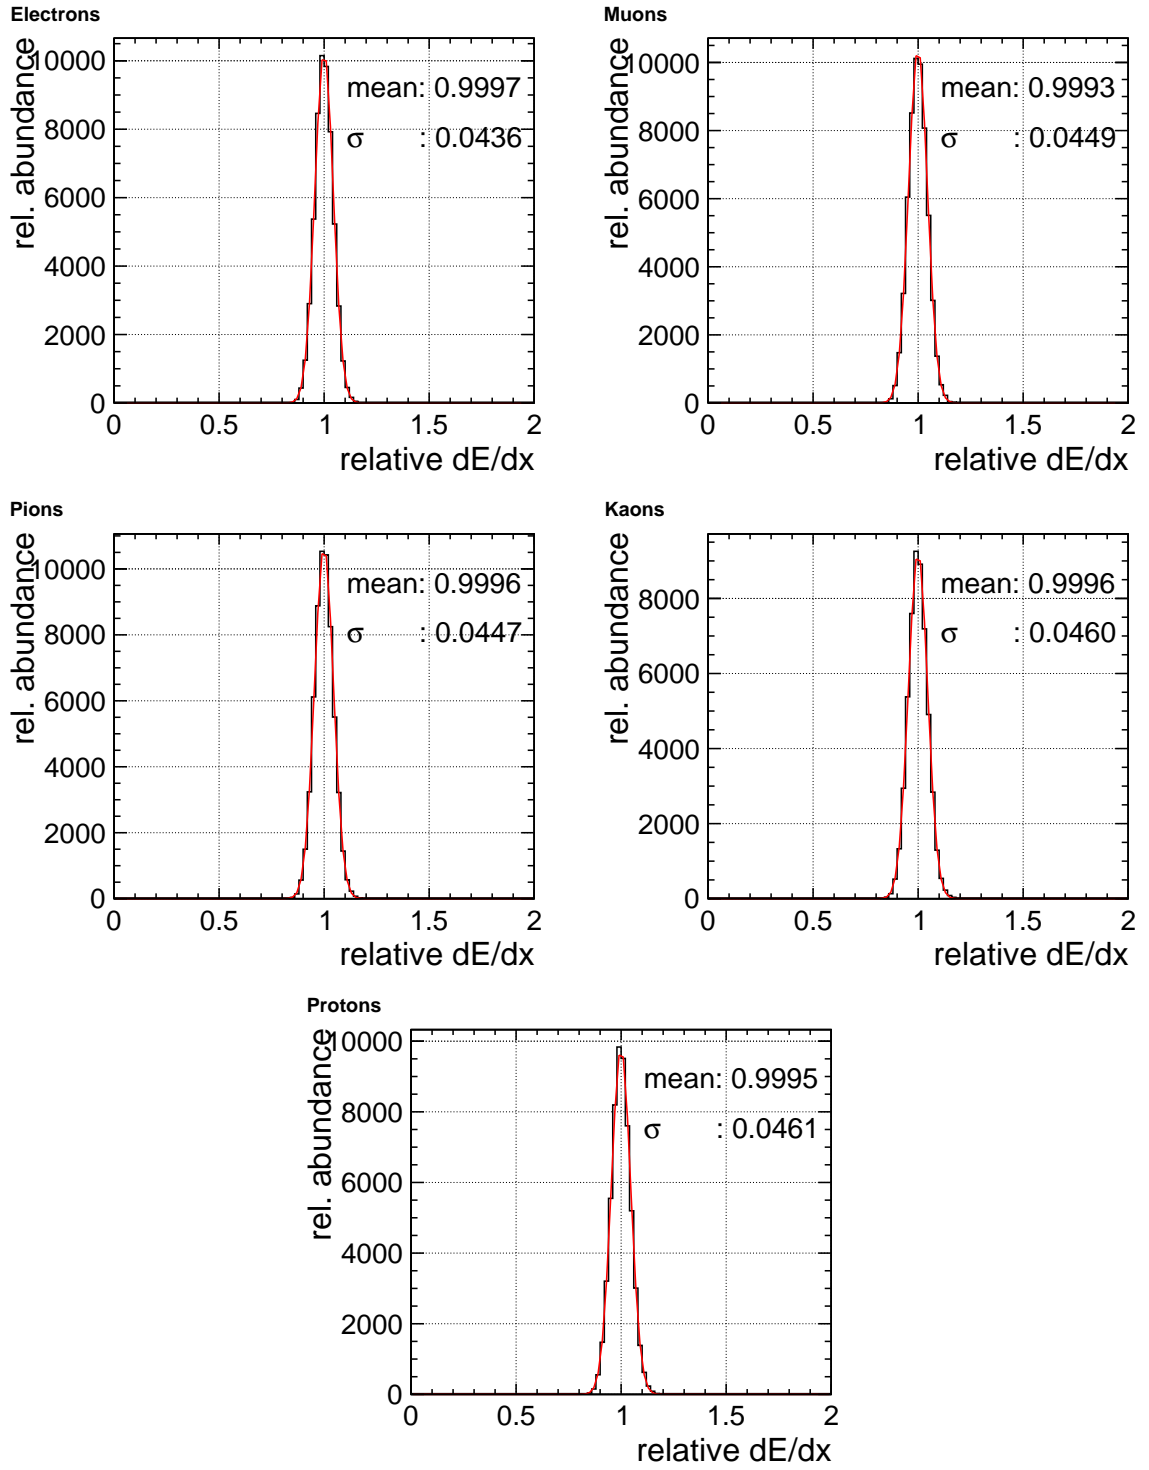 Electrons
rel. abundance
10000
8000
6000
4000
2000
0
mean: 0.9997
σ : 0.0436
0 0.5 1 1.5 2
relative dE/dx
Muons
rel. abundance
10000
8000
6000
4000
2000
0
mean: 0.9993
σ : 0.0449
0 0.5 1 1.5 2
relative dE/dx
Pions
rel. abundance
10000
8000
6000
4000
2000
0
mean: 0.9996
σ : 0.0447
0 0.5 1 1.5 2
relative dE/dx
Kaons
rel. abundance
8000
6000
4000
2000
0
mean: 0.9996
σ : 0.0460
0 0.5 1 1.5 2
relative dE/dx
Protons
rel. abundance
10000
8000
6000
4000
2000
0
mean: 0.9995
σ : 0.0461
0 0.5 1 1.5 2
relative dE/dx